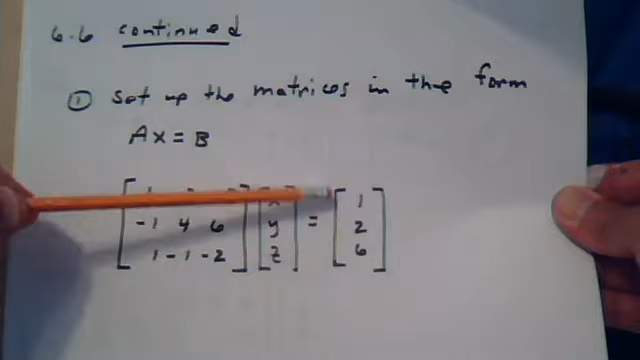 6.6 continued
① Set up the matrices in the form
AX = B
1
-1 4 6 y = 2
1 -1 -2 z 6